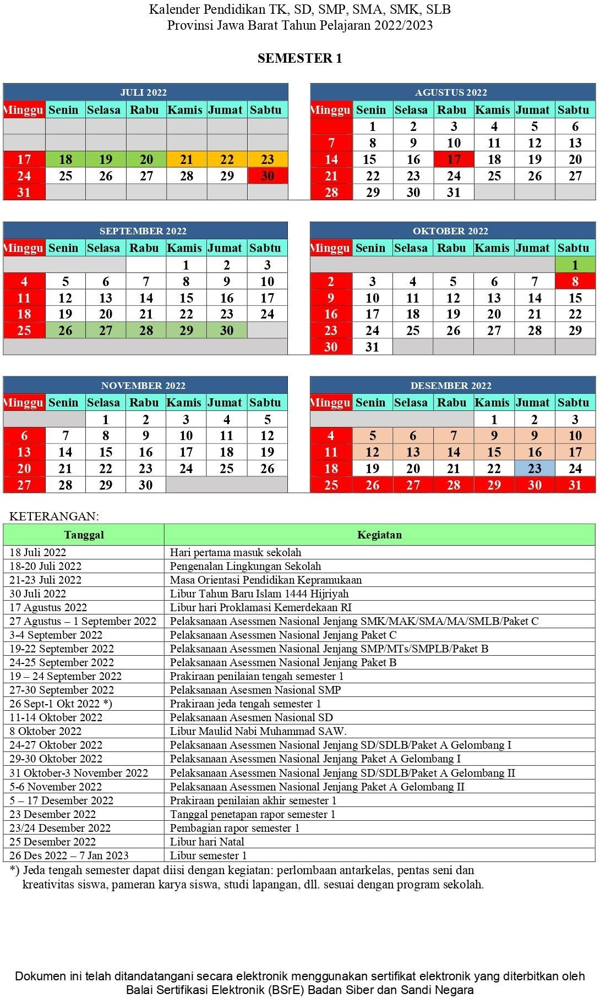 Kalender Pendidikan TK, SD, SMP, SMA, SMK, SLB
Provinsi Jawa Barat Tahun Pelajaran 2022/2023
SEMESTER 1
JULI 2022
Minggu Senin Selasa Rabu Kamis Jumat Sabtu
17 18 19 20 21 22 23
24 25 26 27 28 29 30
31
AGUSTUS 2022
Minggu Senin Selasa Rabu Kamis Jumat Sabtu
1 2 3 4 5 6
7 8 9 10 11 12 13
14 15 16 17 18 19 20
21 22 23 24 25 26 27
28 29 30 31
SEPTEMBER 2022
Minggu Senin Selasa Rabu Kamis Jumat Sabtu
1 2 3
4 5 6 7 8 9 10
11 12 13 14 15 16 17
18 19 20 21 22 23 24
25 26 27 28 29 30
OKTOBER 2022
Minggu Senin Selasa Rabu Kamis Jumat Sabtu
1
2 3 4 5 6 7 8
9 10 11 12 13 14 15
16 17 18 19 20 21 22
23 24 25 26 27 28 29
30 31
NOVEMBER 2022
Minggu Senin Selasa Rabu Kamis Jumat Sabtu
1 2 3 4 5
6 7 8 9 10 11 12
13 14 15 16 17 18 19
20 21 22 23 24 25 26
27 28 29 30
DESEMBER 2022
Minggu Senin Selasa Rabu Kamis Jumat Sabtu
1 2 3
4 5 6 7 9 9 10
11 12 13 14 15 16 17
18 19 20 21 22 23 24
25 26 27 28 29 30 31
KETERANGAN:
Tanggal Kegiatan
18 Juli 2022 Hari pertama masuk sekolah
18-20 Juli 2022 Pengenalan Lingkungan Sekolah
21-23 Juli 2022 Masa Orientasi Pendidikan Kepramukaan
30 Juli 2022 Libur Tahun Baru Islam 1444 Hijriyah
17 Agustus 2022 Libur hari Proklamasi Kemerdekaan RI
27 Agustus – 1 September 2022 Pelaksanaan Asessmen Nasional Jenjang SMK/MAK/SMA/MA/SMLB/Paket C
3-4 September 2022 Pelaksanaan Asessmen Nasional Jenjang Paket C
19-22 September 2022 Pelaksanaan Asessmen Nasional Jenjang SMP/MTs/SMPLB/Paket B
24-25 September 2022 Pelaksanaan Asessmen Nasional Jenjang Paket B
19 – 24 September 2022 Prakiraan penilaian tengah semester 1
27-30 September 2022 Pelaksanaan Asesmen Nasional SMP
26 Sept-1 Okt 2022 *) Prakiraan jeda tengah semester 1
11-14 Oktober 2022 Pelaksanaan Asesmen Nasional SD
8 Oktober 2022 Libur Maulid Nabi Muhammad SAW.
24-27 Oktober 2022 Pelaksanaan Asessmen Nasional Jenjang SD/SDLB/Paket A Gelombang I
29-30 Oktober 2022 Pelaksanaan Asessmen Nasional Jenjang Paket A Gelombang I
31 Oktober-3 November 2022 Pelaksanaan Asessmen Nasional Jenjang SD/SDLB/Paket A Gelombang II
5-6 November 2022 Pelaksanaan Asessmen Nasional Jenjang Paket A Gelombang II
5 – 17 Desember 2022 Prakiraan penilaian akhir semester 1
23 Desember 2022 Tanggal penetapan rapor semester 1
23/24 Desember 2022 Pembagian rapor semester 1
25 Desember 2022 Libur hari Natal
26 Des 2022 – 7 Jan 2023 Libur semester 1
*) Jeda tengah semester dapat diisi dengan kegiatan: perlombaan antarkelas, pentas seni dan
kreativitas siswa, pameran karya siswa, studi lapangan, dll. sesuai dengan program sekolah.
Dokumen ini telah ditandatangani secara elektronik menggunakan sertifikat elektronik yang diterbitkan oleh
Balai Sertifikasi Elektronik (BSrE) Badan Siber dan Sandi Negara